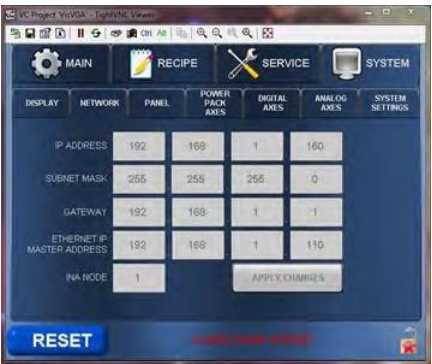 VC Project 'VisVGA' - TightVNC Viewer
Ctrl Alt
MAIN RECIPE SERVICE SYSTEM
DISPLAY NETWORK PANEL POWER PACK AXES DIGITAL AXES ANALOG AXES SYSTEM SETTINGS
IP ADDRESS 192 168 1 160
SUBNET MASK 255 255 255 0
GATEWAY 192 168 1 1
ETHERNET IP MASTER ADDRESS 192 168 1 110
INA NODE 1 APPLY CHANGES
RESET